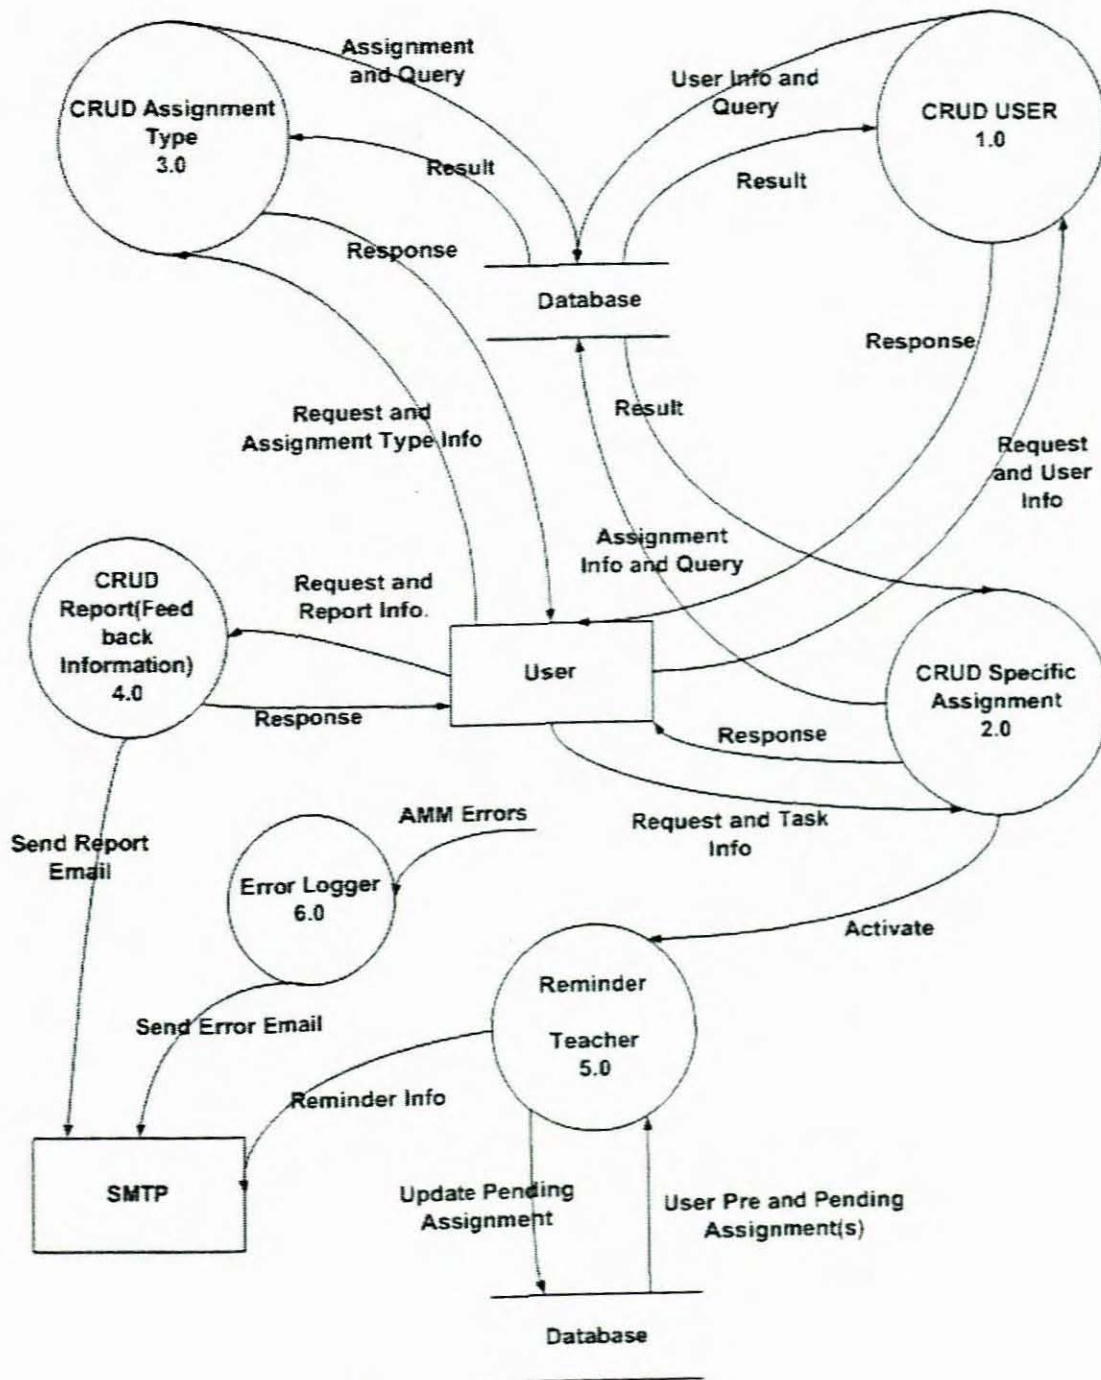 Assignment
and Query
User Info and
Query
CRUD Assignment
Type
3.0
CRUD USER
1.0
Result
Result
Response
Database
Response
Result
Request and
Assignment Type Info
Request
and User
Info
Assignment
Info and Query
CRUD
Report(Feed
back
Information)
4.0
Request and
Report Info.
User
CRUD Specific
Assignment
2.0
Response
Response
AMM Errors
Request and Task
Info
Send Report
Email
Error Logger
6.0
Activate
Reminder
Teacher
5.0
Send Error Email
Reminder Info
SMTP
Update Pending
Assignment
User Pre and Pending
Assignment(s)
Database